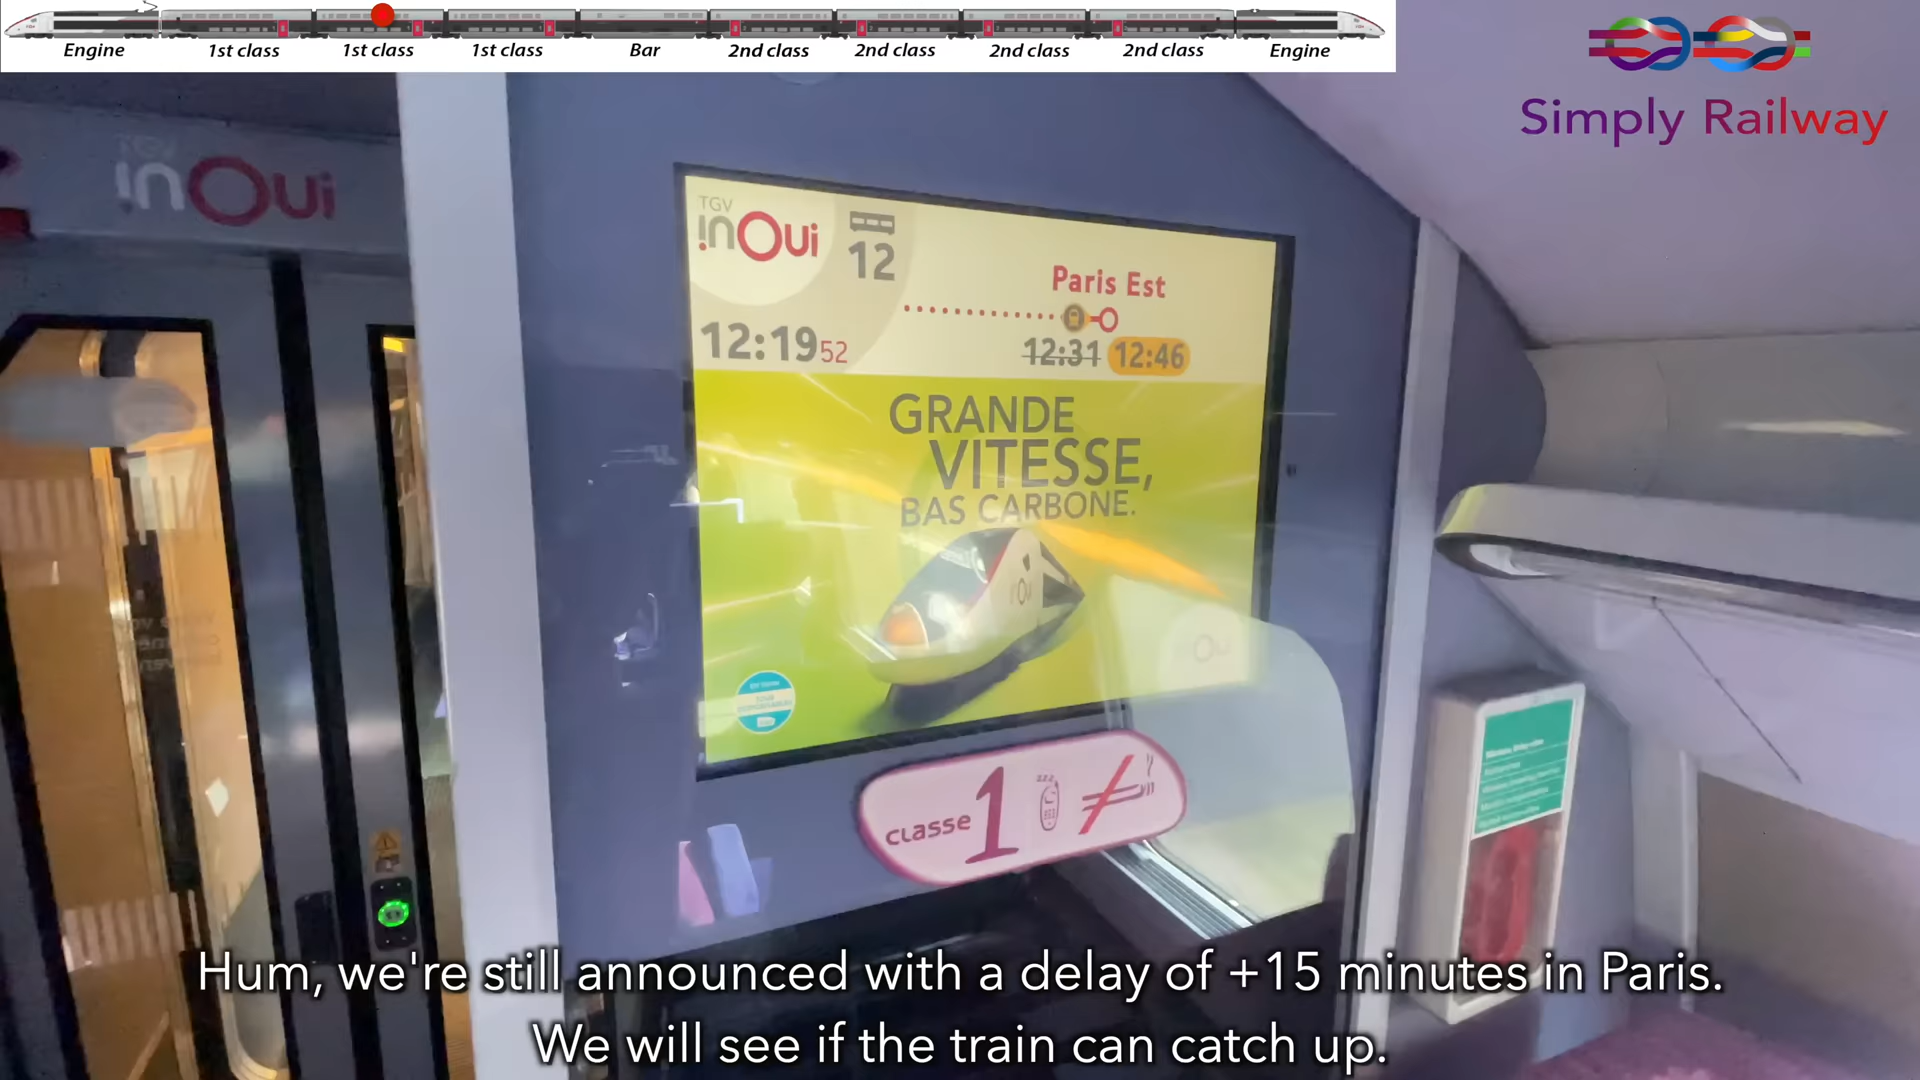 Engine 1st class 1st class 1st class Bar 2nd class 2nd class 2nd class 2nd class Engine
Simply Railway
TGV
inOui
TGV
inOui
12
Paris Est
12:19 52
12:31 12:46
GRANDE
VITESSE,
BAS CARBONE.
classe 1
Hum, we're still announced with a delay of +15 minutes in Paris.
We will see if the train can catch up.